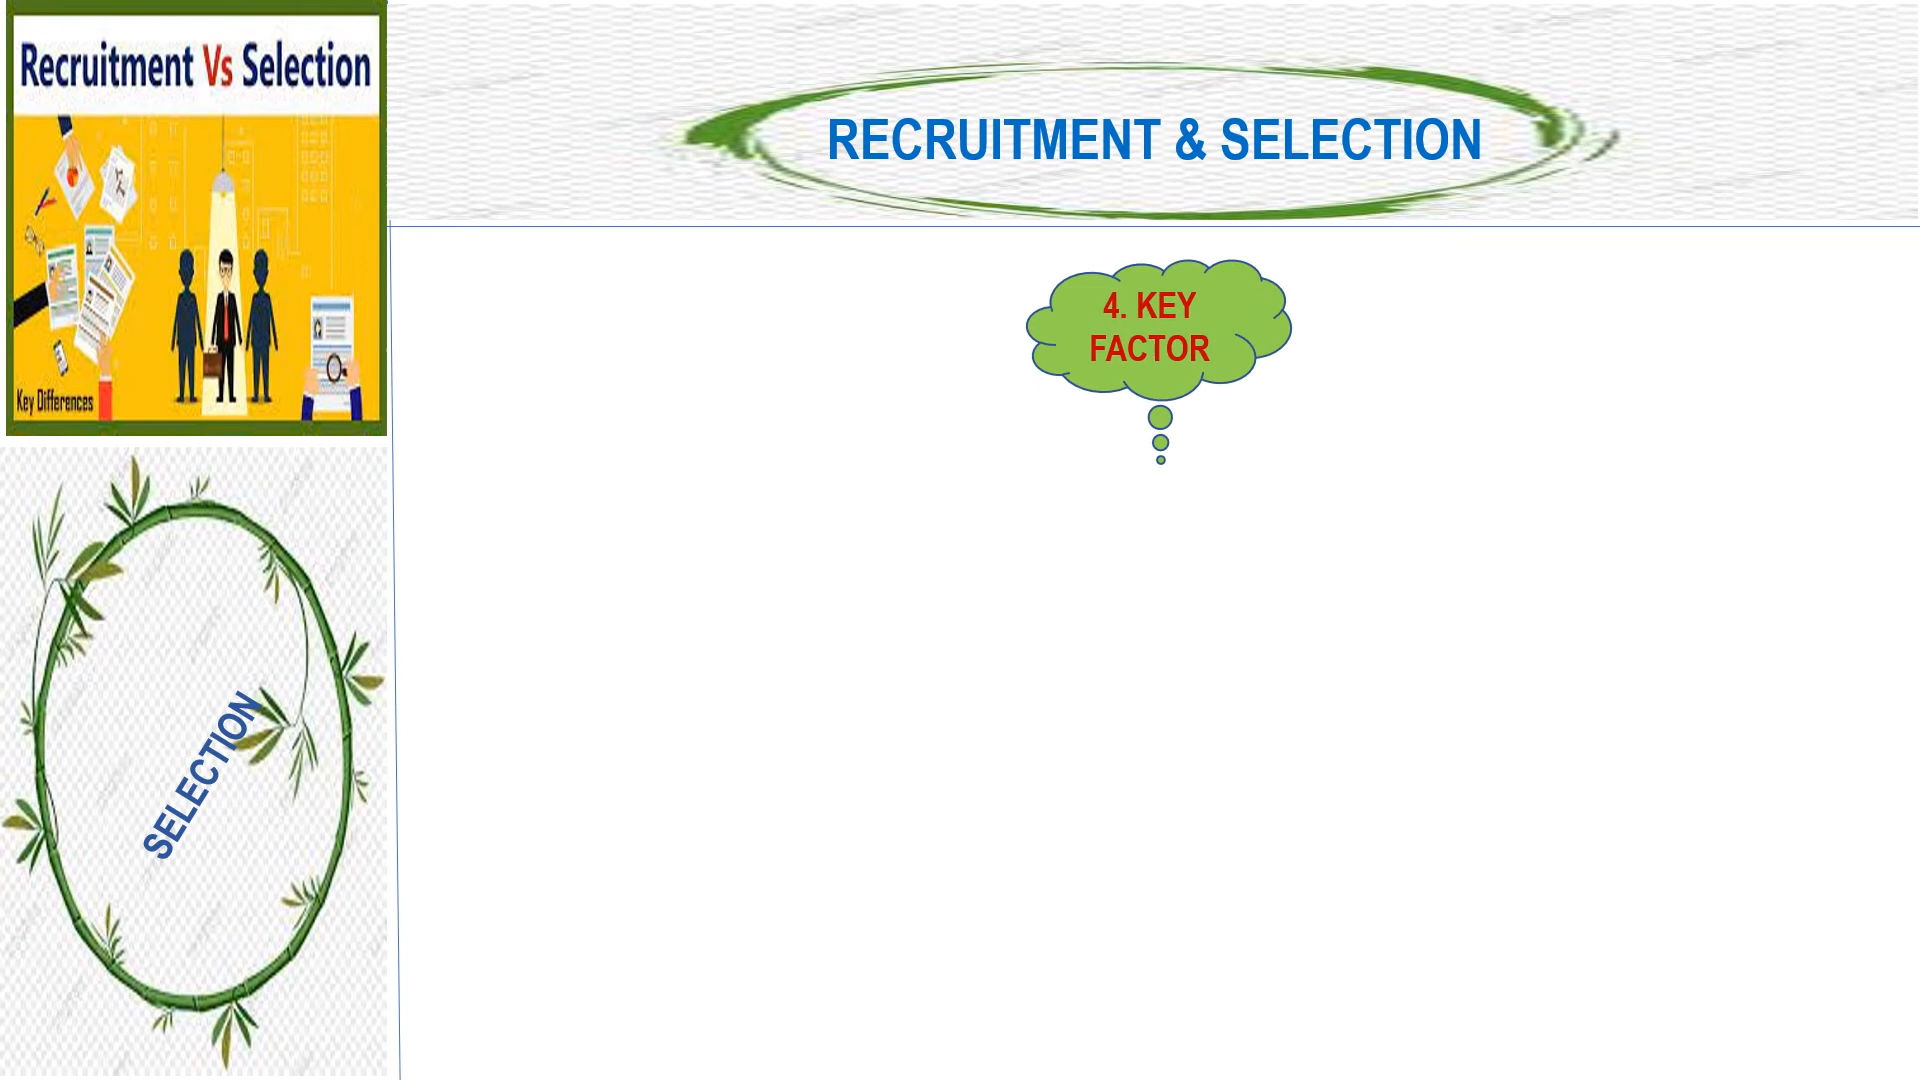 Recruitment Vs Selection
Key Differences
RECRUITMENT & SELECTION
4. KEY
FACTOR
SELECTION